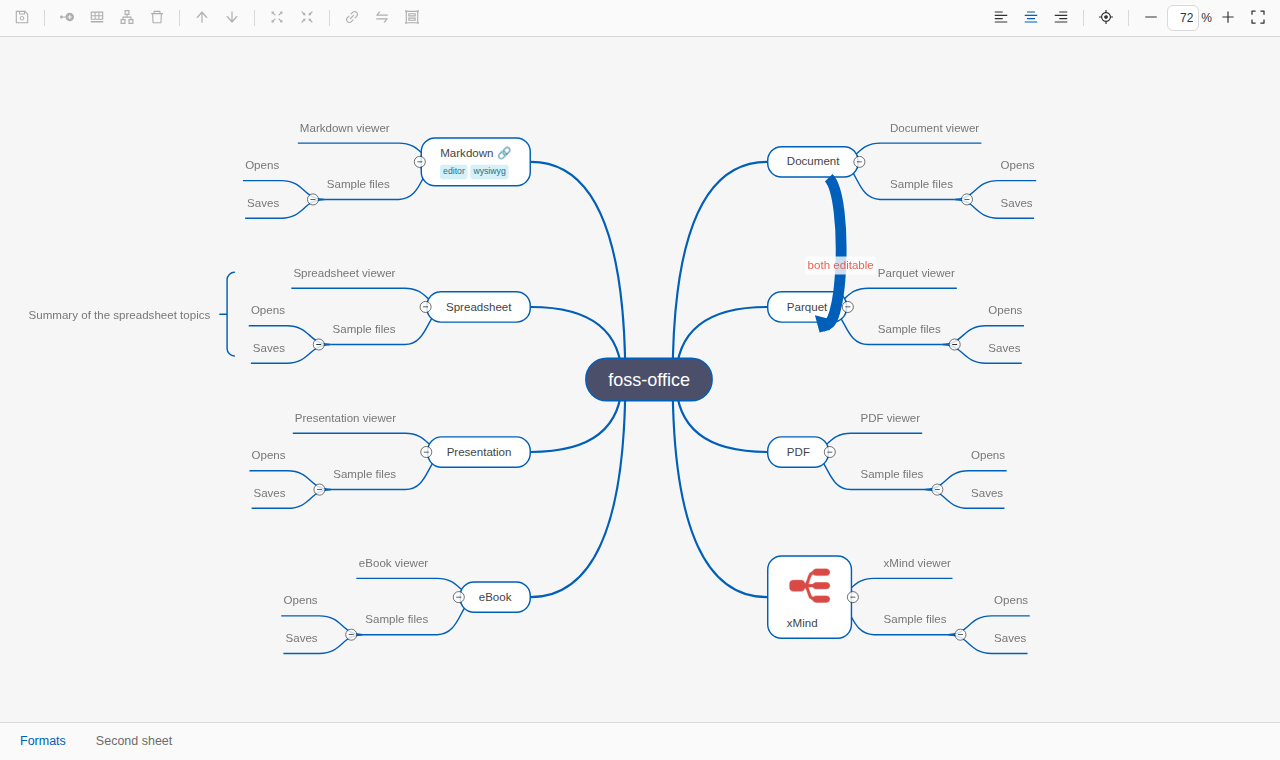 72 %
Markdown viewer
Opens
Sample files
Saves
Markdown
editor wysiwyg
Spreadsheet viewer
Opens
Sample files
Saves
Spreadsheet
Summary of the spreadsheet topics
Presentation viewer
Opens
Sample files
Saves
Presentation
eBook viewer
Opens
Sample files
Saves
eBook
foss-office
Document
Document viewer
Sample files
Opens
Saves
both editable
Parquet
Parquet viewer
Sample files
Opens
Saves
PDF
PDF viewer
Sample files
Opens
Saves
xMind
xMind viewer
Sample files
Opens
Saves
Formats Second sheet